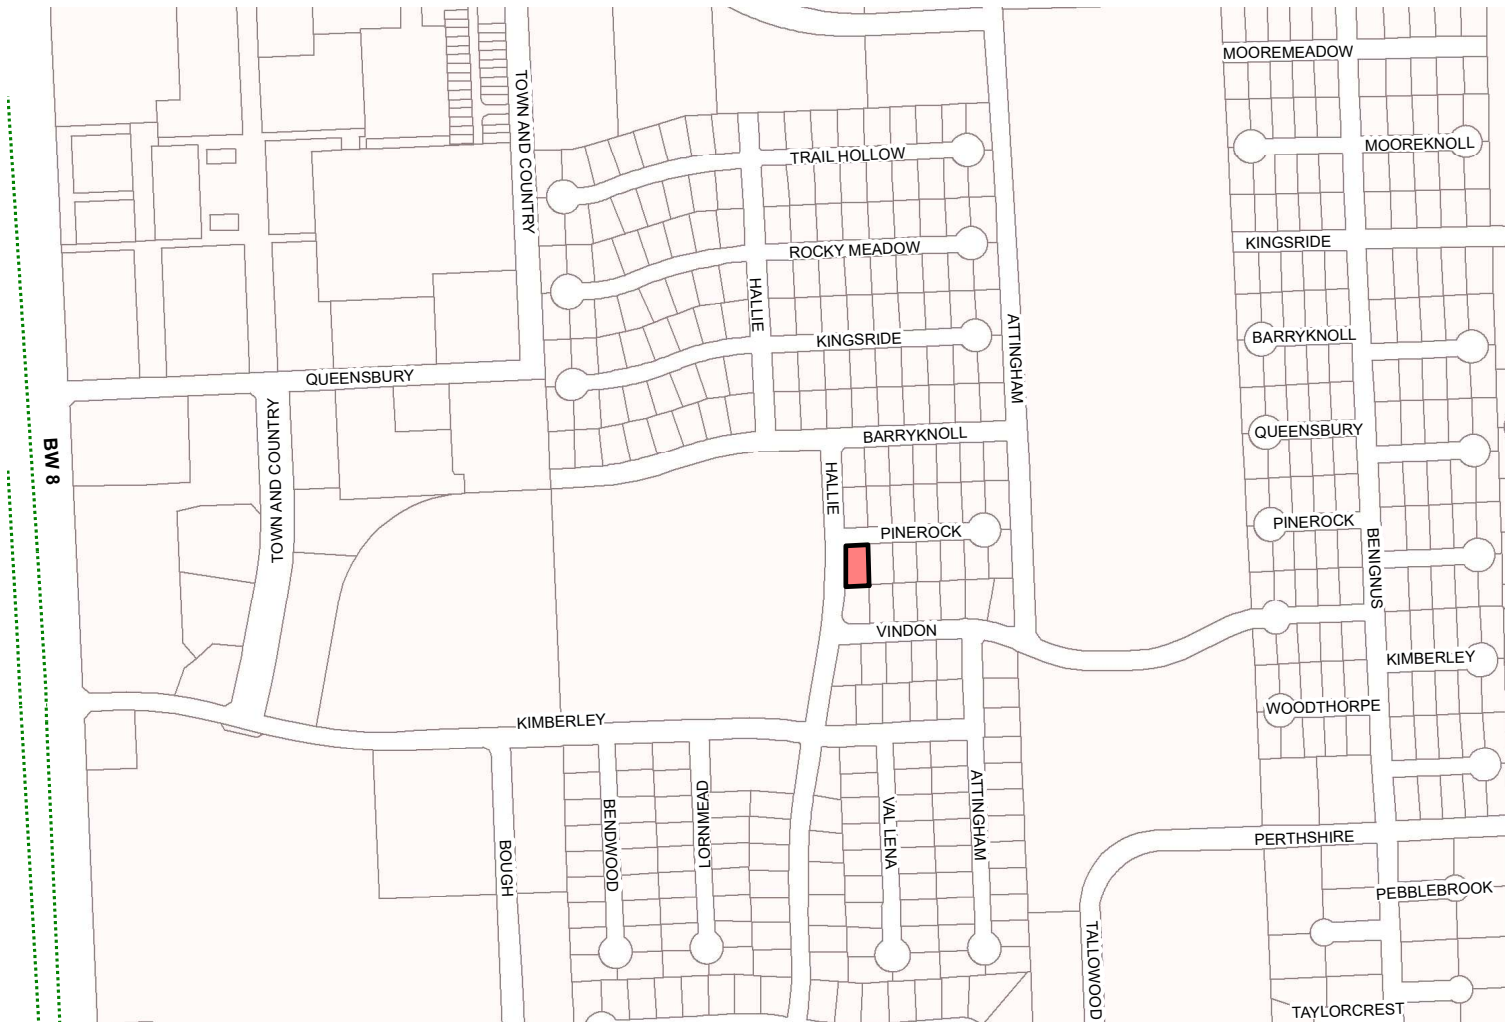 MOOREMEADOW
TOWN AND COUNTRY
MOOREKNOLL
TRAIL HOLLOW
KINGSRIDE
ROCKY MEADOW
HALLIE
ATTINGHAM
KINGSRIDE
BARRYKNOLL
QUEENSBURY
TOWN AND COUNTRY
BARRYKNOLL
QUEENSBURY
BW 8
HALLIE
PINEROCK
PINEROCK
BENIGNUS
VINDON
KIMBERLEY
WOODTHORPE
KIMBERLEY
BENDWOOD
LORNMEAD
VAL LENA
ATTINGHAM
BOUGH
PERTHSHIRE
PEBBLEBROOK
TALLOWOOD
TAYLORCREST